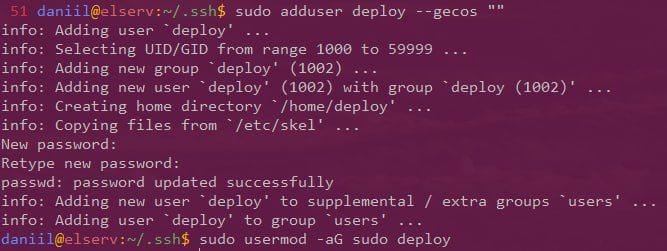 51 daniil@elserv:~/.ssh$ sudo adduser deploy --gecos ""
info: Adding user `deploy' ...
info: Selecting UID/GID from range 1000 to 59999 ...
info: Adding new group `deploy' (1002) ...
info: Adding new user `deploy' (1002) with group `deploy (1002)' ...
info: Creating home directory `/home/deploy' ...
info: Copying files from `/etc/skel' ...
New password:
Retype new password:
passwd: password updated successfully
info: Adding new user `deploy' to supplemental / extra groups `users' ...
info: Adding user `deploy' to group `users' ...
daniil@elserv:~/.ssh$ sudo usermod -aG sudo deploy